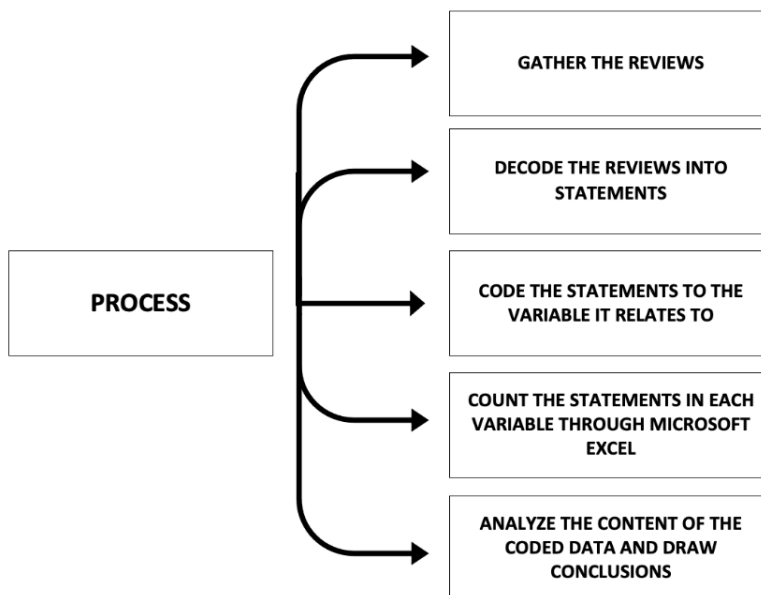 PROCESS
GATHER THE REVIEWS
DECODE THE REVIEWS INTO
STATEMENTS
CODE THE STATEMENTS TO THE
VARIABLE IT RELATES TO
COUNT THE STATEMENTS IN EACH
VARIABLE THROUGH MICROSOFT
EXCEL
ANALYZE THE CONTENT OF THE
CODED DATA AND DRAW
CONCLUSIONS